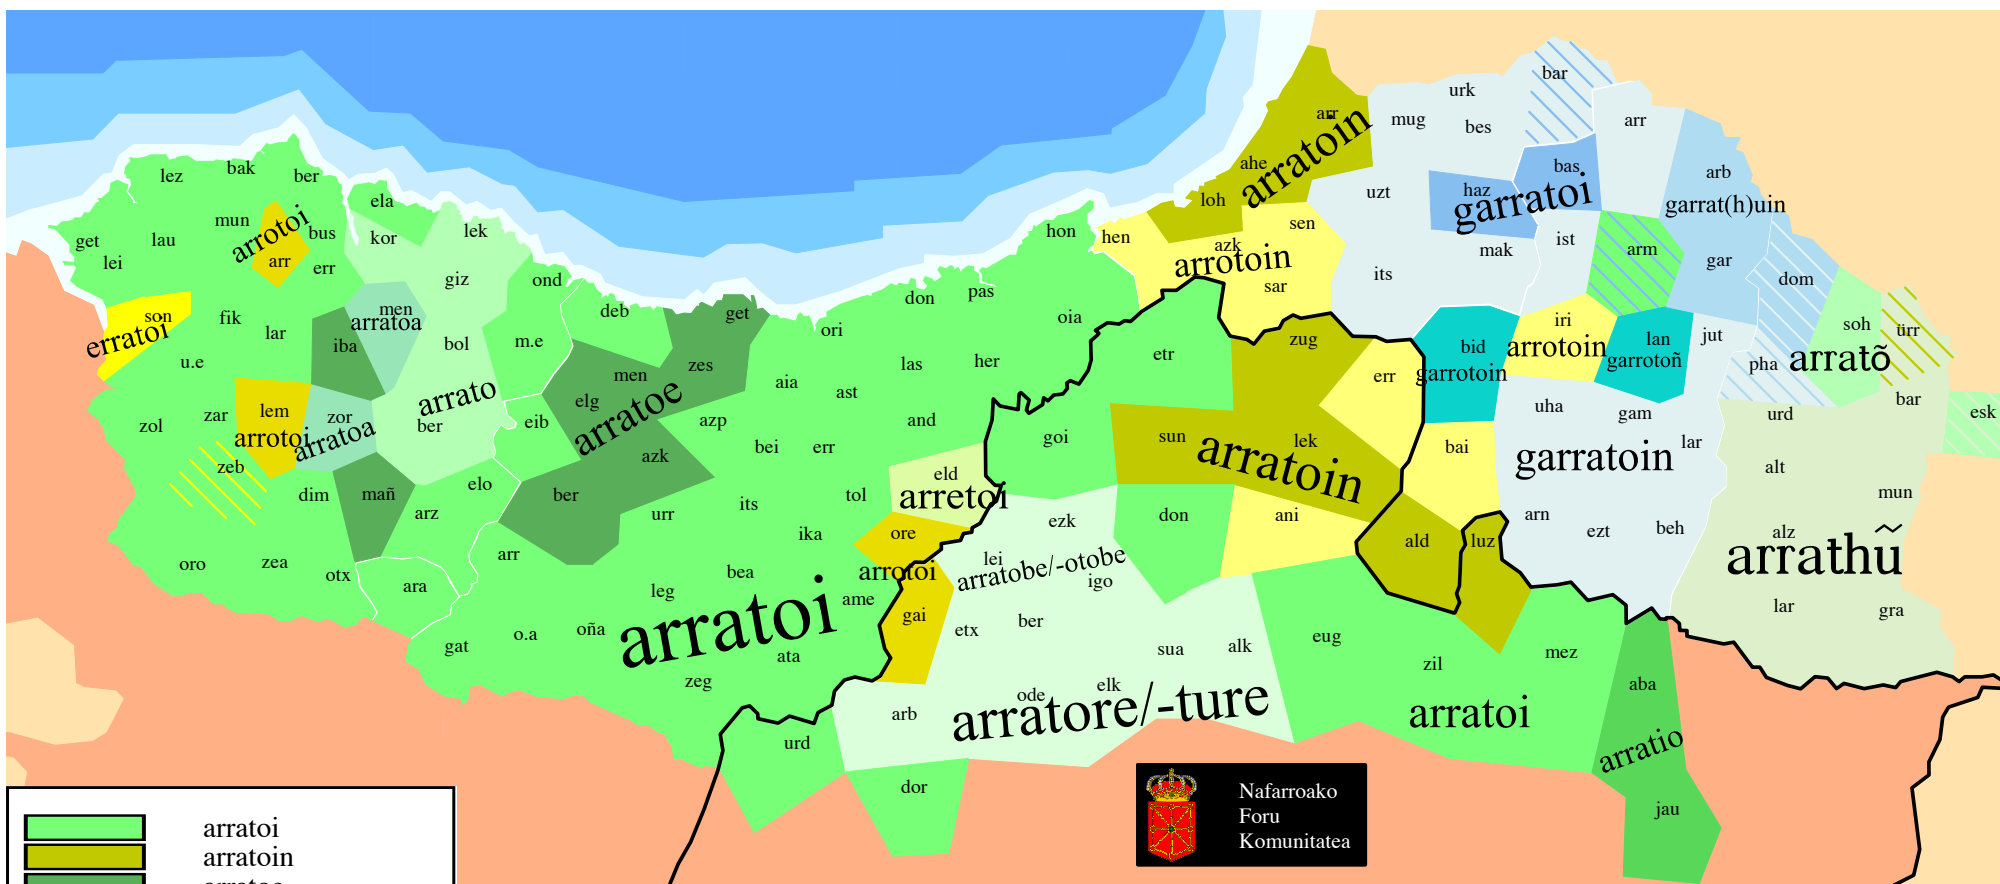 lez
bak
ber
ela
mun
arrotoi
bus
kor
lek
get
lau
lei
arr
err
giz
ond
son
fik
men
arratoa
deb
get
erratoi
lar
iba
bol
m.e
u.e
men
zes
arrato
elg
arratoe
zol
zar
lem
arrotoi
zor
arratoa
ber
eib
azp
zeb
azk
dim
mañ
elo
ber
arz
urr
oro
zea
otx
ara
arr
gat
o.a
oña
leg
bea
arratoi
ata
zeg
ame
ori
don
pas
hon
oia
las
her
aia
ast
and
bei
err
its
tol
eld
arretoi
ika
ore
arrotoi
gai
hen
arr
ahe
arratoin
loh
azk
sen
arrotoin
sar
etr
zug
err
goi
sun
lek
arratoin
don
ani
ezk
lei
arratobe/-otobe
igo
etx
ber
sua
alk
ode
elk
arratore/-ture
arb
urd
dor
eug
zil
mez
arratoi
aba
arratio
jau
bar
urk
mug
bes
arr
uzt
haz
bas
garratoi
arb
garrat(h)uin
mak
ist
arm
gar
its
dom
bid
garrotoin
iri
arrotoin
lan
garrotoñ
jut
soh
ürr
pha
arratõ
uha
gam
urd
bar
esk
bai
garratoin
lar
alt
arn
ezt
beh
mun
ald
luz
alz
arrathũ
lar
gra
arratoi
arratoin
Nafarroako
Foru
Komunitatea